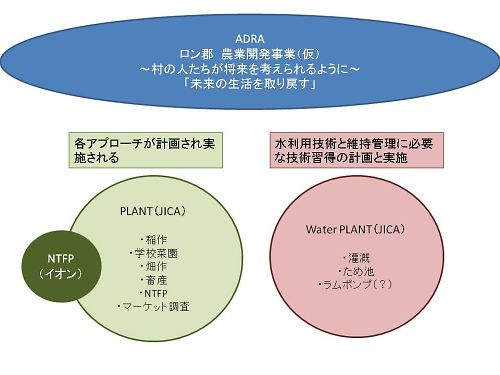 ADRA
ロン郡 農業開発事業(仮)
～村の人たちが将来を考えられるように～
「未来の生活を取り戻す」
各アプローチが計画され実
施される
水利用技術と維持管理に必要
な技術習得の計画と実施
PLANT(JICA)
・稲作
・学校菜園
・畑作
・畜産
・NTFP
・マーケット調査
NTFP
(イオン)
Water PLANT(JICA)
・灌漑
・ため池
・ラムポンプ(?)